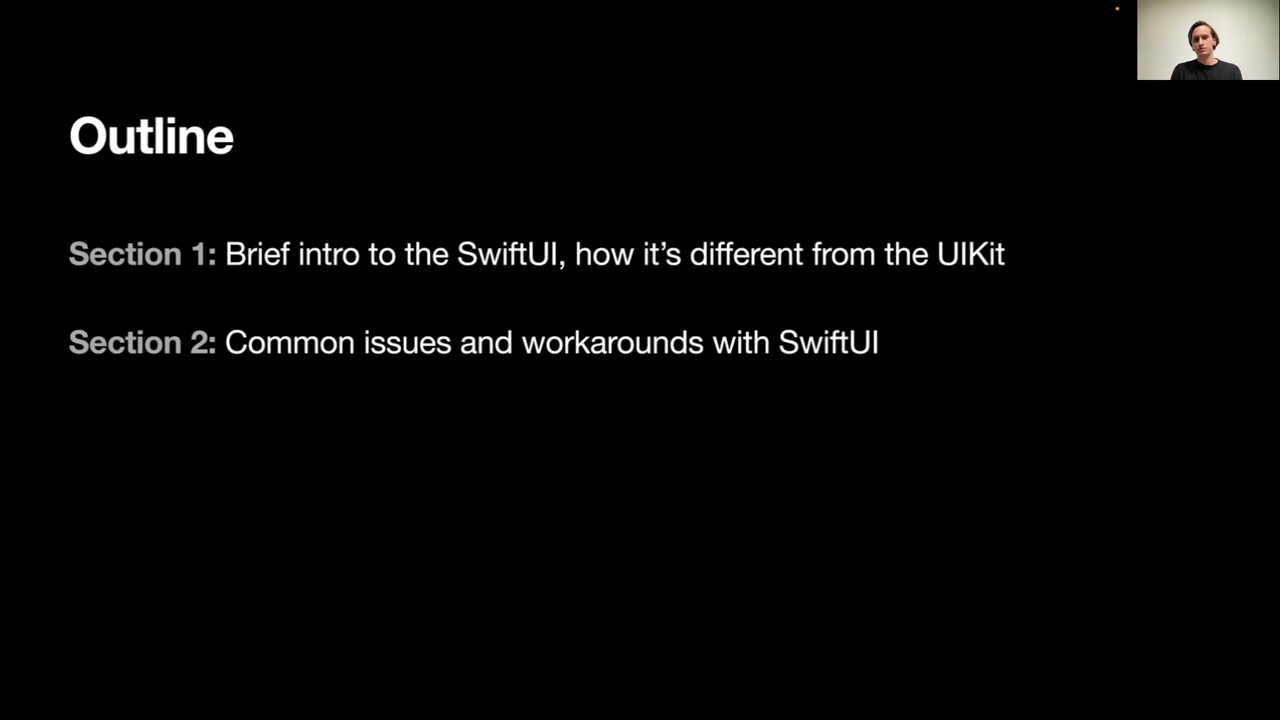 Outline
Section 1: Brief intro to the SwiftUI, how it’s different from the UIKit
Section 2: Common issues and workarounds with SwiftUI